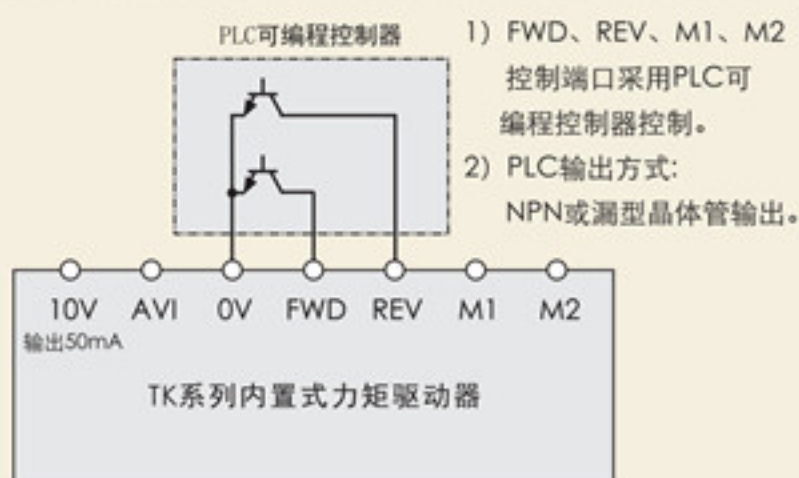 PLC可编程控制器
1) FWD、REV、M1、M2
控制端口采用PLC可
编程控制器控制。
2) PLC输出方式:
NPN或漏型晶体管输出。
10V AVI 0V FWD REV M1 M2
输出50mA
TK系列内置式力矩驱动器